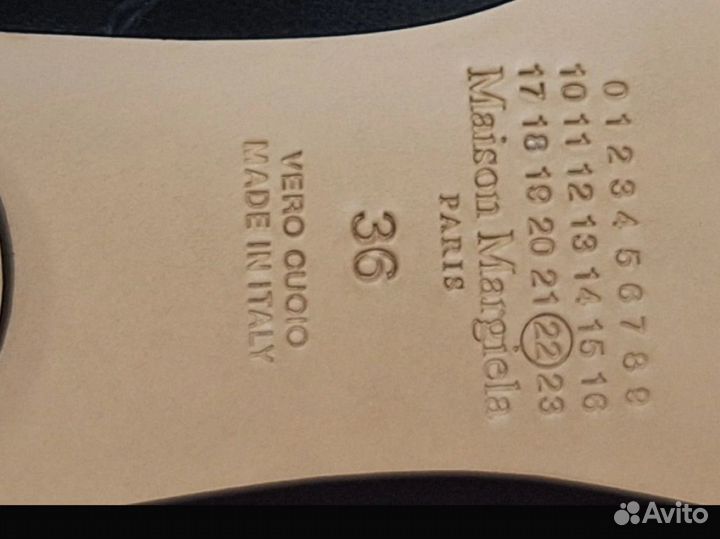 0 1 2 3 4 5 6 7 8 9
10 11 12 13 14 15 16
17 18 19 20 21 22 23
Maison Margiela
PARIS
36
VERO CUOIO
MADE IN ITALY
Avito